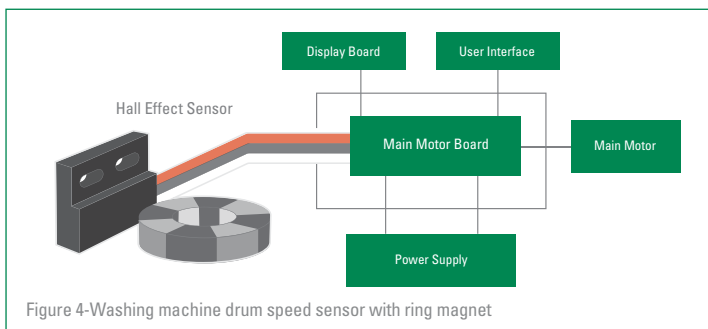 Display Board
User Interface
Hall Effect Sensor
Main Motor Board
Main Motor
Power Supply
Figure 4-Washing machine drum speed sensor with ring magnet